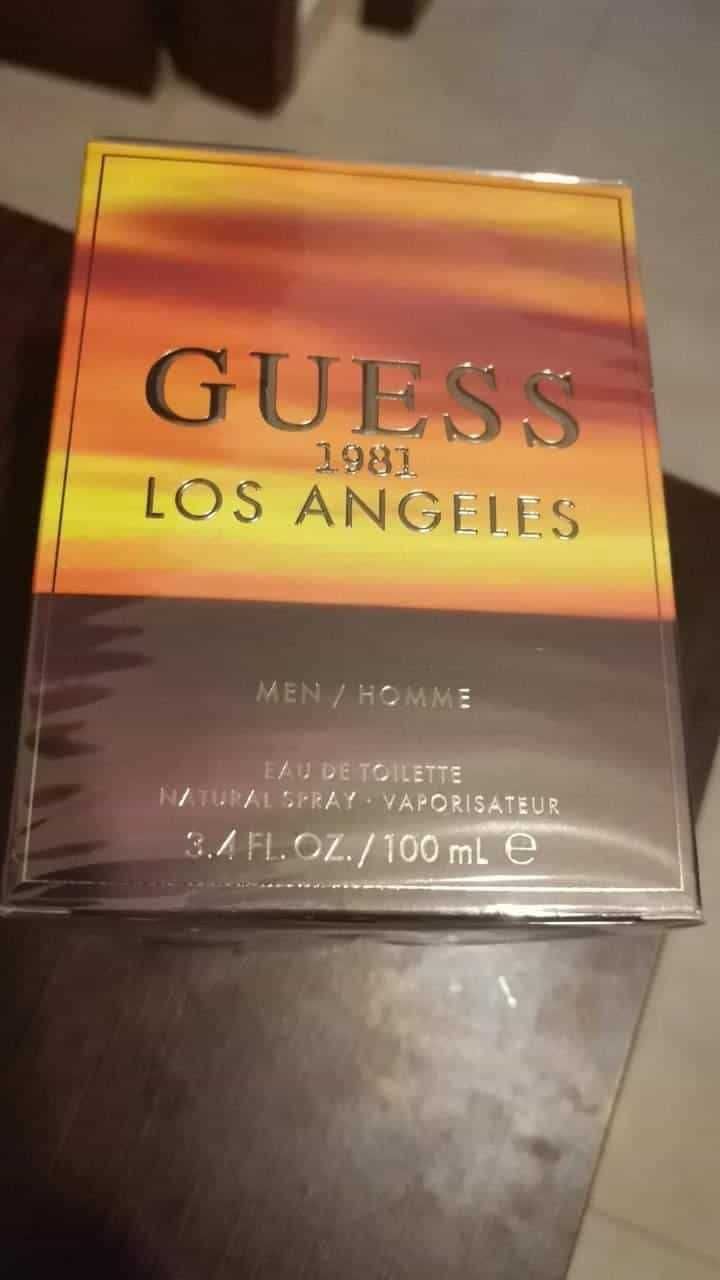 GUESS
1981
LOS ANGELES
MEN / HOMME
EAU DE TOILETTE
NATURAL SPRAY · VAPORISATEUR
3.4 FL. OZ. / 100 mL ℮